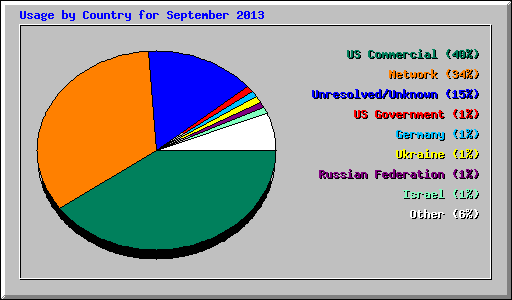 Usage by Country for September 2013
US Commercial (40%)
Network (34%)
Unresolved/Unknown (15%)
US Government (1%)
Germany (1%)
Ukraine (1%)
Russian Federation (1%)
Israel (1%)
Other (6%)